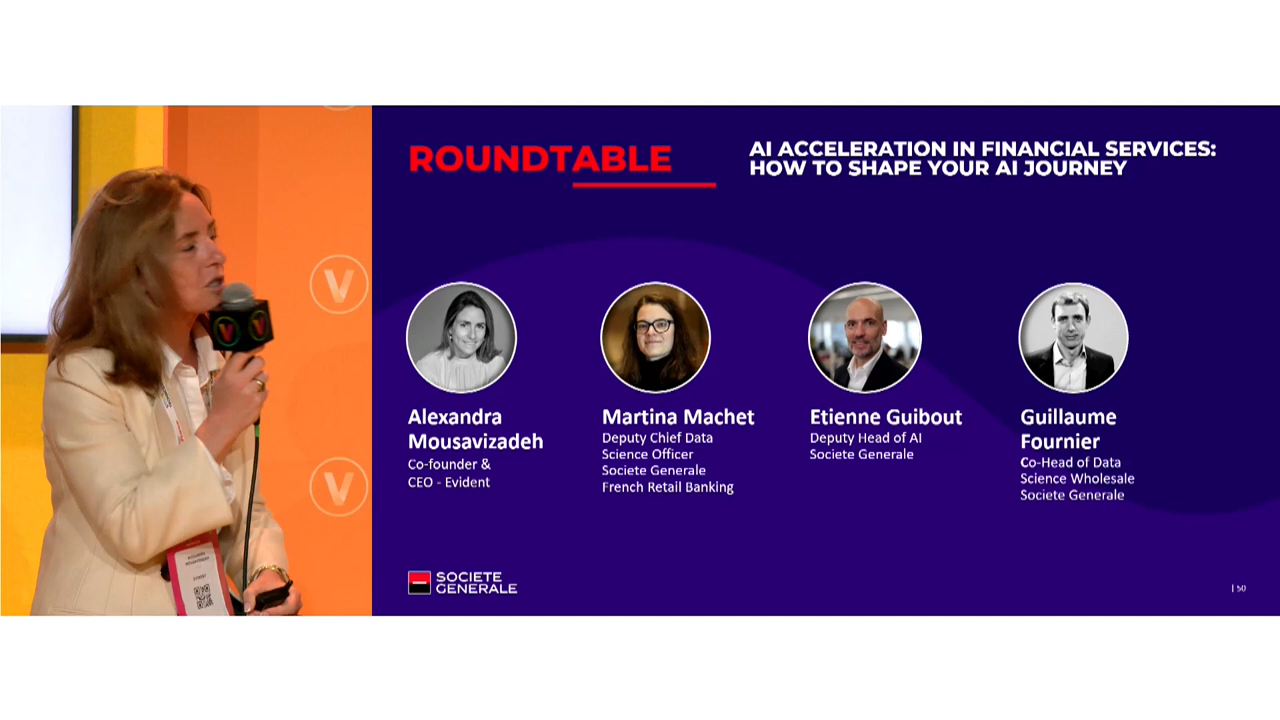 ROUNDTABLE
AI ACCELERATION IN FINANCIAL SERVICES:
HOW TO SHAPE YOUR AI JOURNEY
Alexandra
Mousavizadeh
Co-founder &
CEO - Evident
Martina Machet
Deputy Chief Data
Science Officer
Societe Generale
French Retail Banking
Etienne Guibout
Deputy Head of AI
Societe Generale
Guillaume
Fournier
Co-Head of Data
Science Wholesale
Societe Generale
SOCIETE
GENERALE
| 50
V
V
V
V